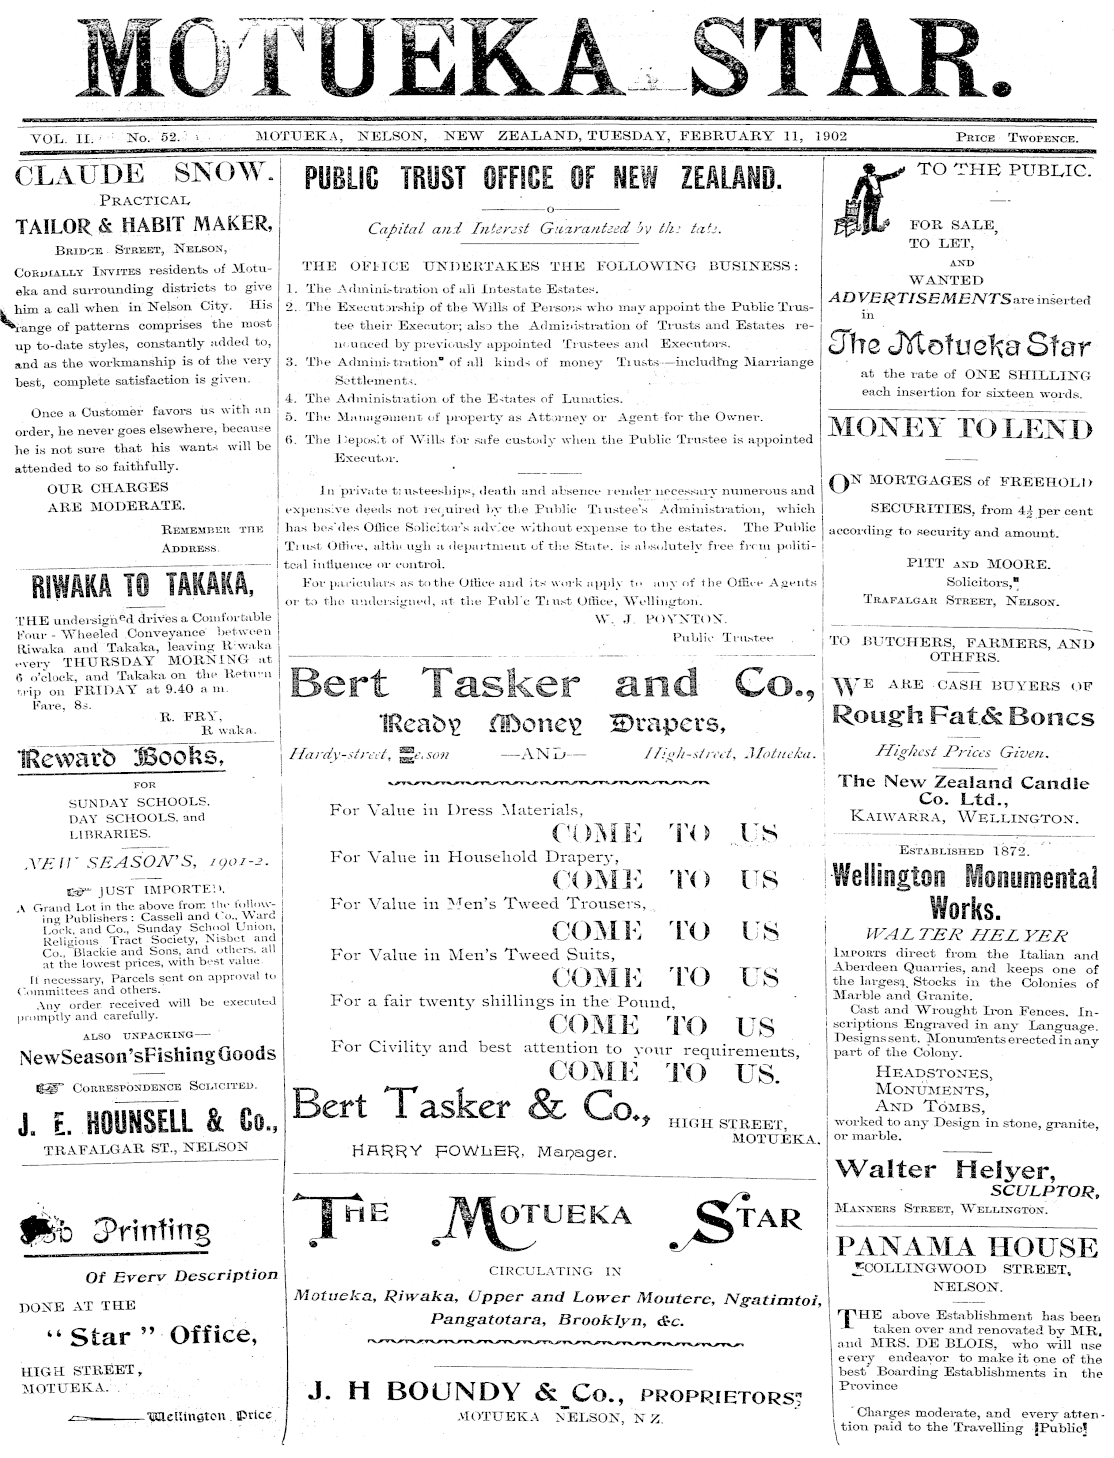 MOTUEKA STAR.
VOL. II. No. 52. MOTUEKA, NELSON, NEW ZEALAND, TUESDAY, FEBRUARY 11, 1902 PRICE TWOPENCE.
CLAUDE SNOW.
PRACTICAL
TAILOR & HABIT MAKER,
BRIDGE STREET, NELSON,
CORDIALLY INVITES residents of Motu-
eka and surrounding districts to give
him a call when in Nelson City. His
range of patterns comprises the most
up to-date styles, constantly added to,
and as the workmanship is of the very
best, complete satisfaction is given.
Once a Customer favors us with an
order, he never goes elsewhere, because
he is not sure that his wants will be
attended to so faithfully.
OUR CHARGES
ARE MODERATE.
REMEMBER THE
ADDRESS.
RIWAKA TO TAKAKA,
THE undersigned drives a Comfortable
Four - Wheeled Conveyance between
Riwaka and Takaka, leaving Riwaka
every THURSDAY MORNING at
6 o'clock, and Takaka on the Return
trip on FRIDAY at 9.40 a m.
Fare, 8s.
R. FRY,
R waka.
Reward Books,
FOR
SUNDAY SCHOOLS,
DAY SCHOOLS, and
LIBRARIES.
NEW SEASON'S, 1901-2.
JUST IMPORTED,
A Grand Lot in the above from the follow-
ing Publishers : Cassell and Co., Ward
Lock, and Co., Sunday School Union,
Religious Tract Society, Nisbet and
Co., Blackie and Sons, and others, all
at the lowest prices, with best value
If necessary, Parcels sent on approval to
Committees and others.
Any order received will be executed
promptly and carefully.
ALSO UNPACKING—
New Season's Fishing Goods
CORRESPONDENCE SOLICITED.
J. E. HOUNSELL & Co.,
TRAFALGAR ST., NELSON
Job Printing
Of Every Description
DONE AT THE
“Star” Office,
HIGH STREET,
MOTUEKA.
Wellington Price
PUBLIC TRUST OFFICE OF NEW ZEALAND.
o
Capital and Interest Guaranteed by the tate.
THE OFFICE UNDERTAKES THE FOLLOWING BUSINESS :
1. The Administration of all Intestate Estates.
2. The Executorship of the Wills of Persons who may appoint the Public Trus-
tee their Executor; also the Administration of Trusts and Estates re-
nounced by previously appointed Trustees and Executors.
3. The Administration of all kinds of money Trusts—including Marriange
Settlements.
4. The Administration of the Estates of Lunatics.
5. The Management of property as Attorney or Agent for the Owner.
6. The Deposit of Wills for safe custody when the Public Trustee is appointed
Executor.
In private trusteeships, death and absence render necessary numerous and
expensive deeds not required by the Public Trustee's Administration, which
has besides Office Solicitor's advice without expense to the estates. The Public
Trust Office, although a department of the State, is absolutely free from politi-
tcal influence or control.
For paticulars as to the Office and its work apply to any of the Office Agents
or to the undersigned, at the Public Trust Office, Wellington.
W. J. POYNTON.
Public Trustee
Bert Tasker and Co.,
Ready Money Drapers,
Hardy-street, Nelson —AND— High-street, Motueka.
For Value in Dress Materials,
COME TO US
For Value in Household Drapery,
COME TO US
For Value in Men's Tweed Trousers,
COME TO US
For Value in Men's Tweed Suits,
COME TO US
For a fair twenty shillings in the Pound,
COME TO US
For Civility and best attention to your requirements,
COME TO US.
Bert Tasker & Co.,
HIGH STREET,
MOTUEKA.
HARRY FOWLER, Manager.
THE MOTUEKA STAR
CIRCULATING IN
Motueka, Riwaka, Upper and Lower Moutere, Ngatimtoi,
Pangatotara, Brooklyn, &c.
J. H BOUNDY & Co., PROPRIETORS
MOTUEKA NELSON, N Z.
TO THE PUBLIC.
FOR SALE,
TO LET,
AND
WANTED
ADVERTISEMENTS are inserted
in
The Motueka Star
at the rate of ONE SHILLING
each insertion for sixteen words.
MONEY TO LEND
ON MORTGAGES of FREEHOLD
SECURITIES, from 4½ per cent
according to security and amount.
PITT AND MOORE.
Solicitors,
TRAFALGAR STREET, NELSON.
TO BUTCHERS, FARMERS, AND
OTHFRS.
WE ARE CASH BUYERS OF
Rough Fat & Bones
Highest Prices Given.
The New Zealand Candle
Co. Ltd.,
KAIWARRA, WELLINGTON.
ESTABLISHED 1872.
Wellington Monumental
Works.
WALTER HELYER
IMPORTS direct from the Italian and
Aberdeen Quarries, and keeps one of
the largest Stocks in the Colonies of
Marble and Granite.
Cast and Wrought Iron Fences. In-
scriptions Engraved in any Language.
Designs sent. Monuments erected in any
part of the Colony.
HEADSTONES,
MONUMENTS,
AND TOMBS,
worked to any Design in stone, granite,
or marble.
Walter Helyer,
SCULPTOR,
MANNERS STREET, WELLINGTON.
PANAMA HOUSE
COLLINGWOOD STREET,
NELSON.
THE above Establishment has been
taken over and renovated by MR,
and MRS. DE BLOIS, who will use
every endeavor to make it one of the
best Boarding Establishments in the
Province
Charges moderate, and every atten-
tion paid to the Travelling Public